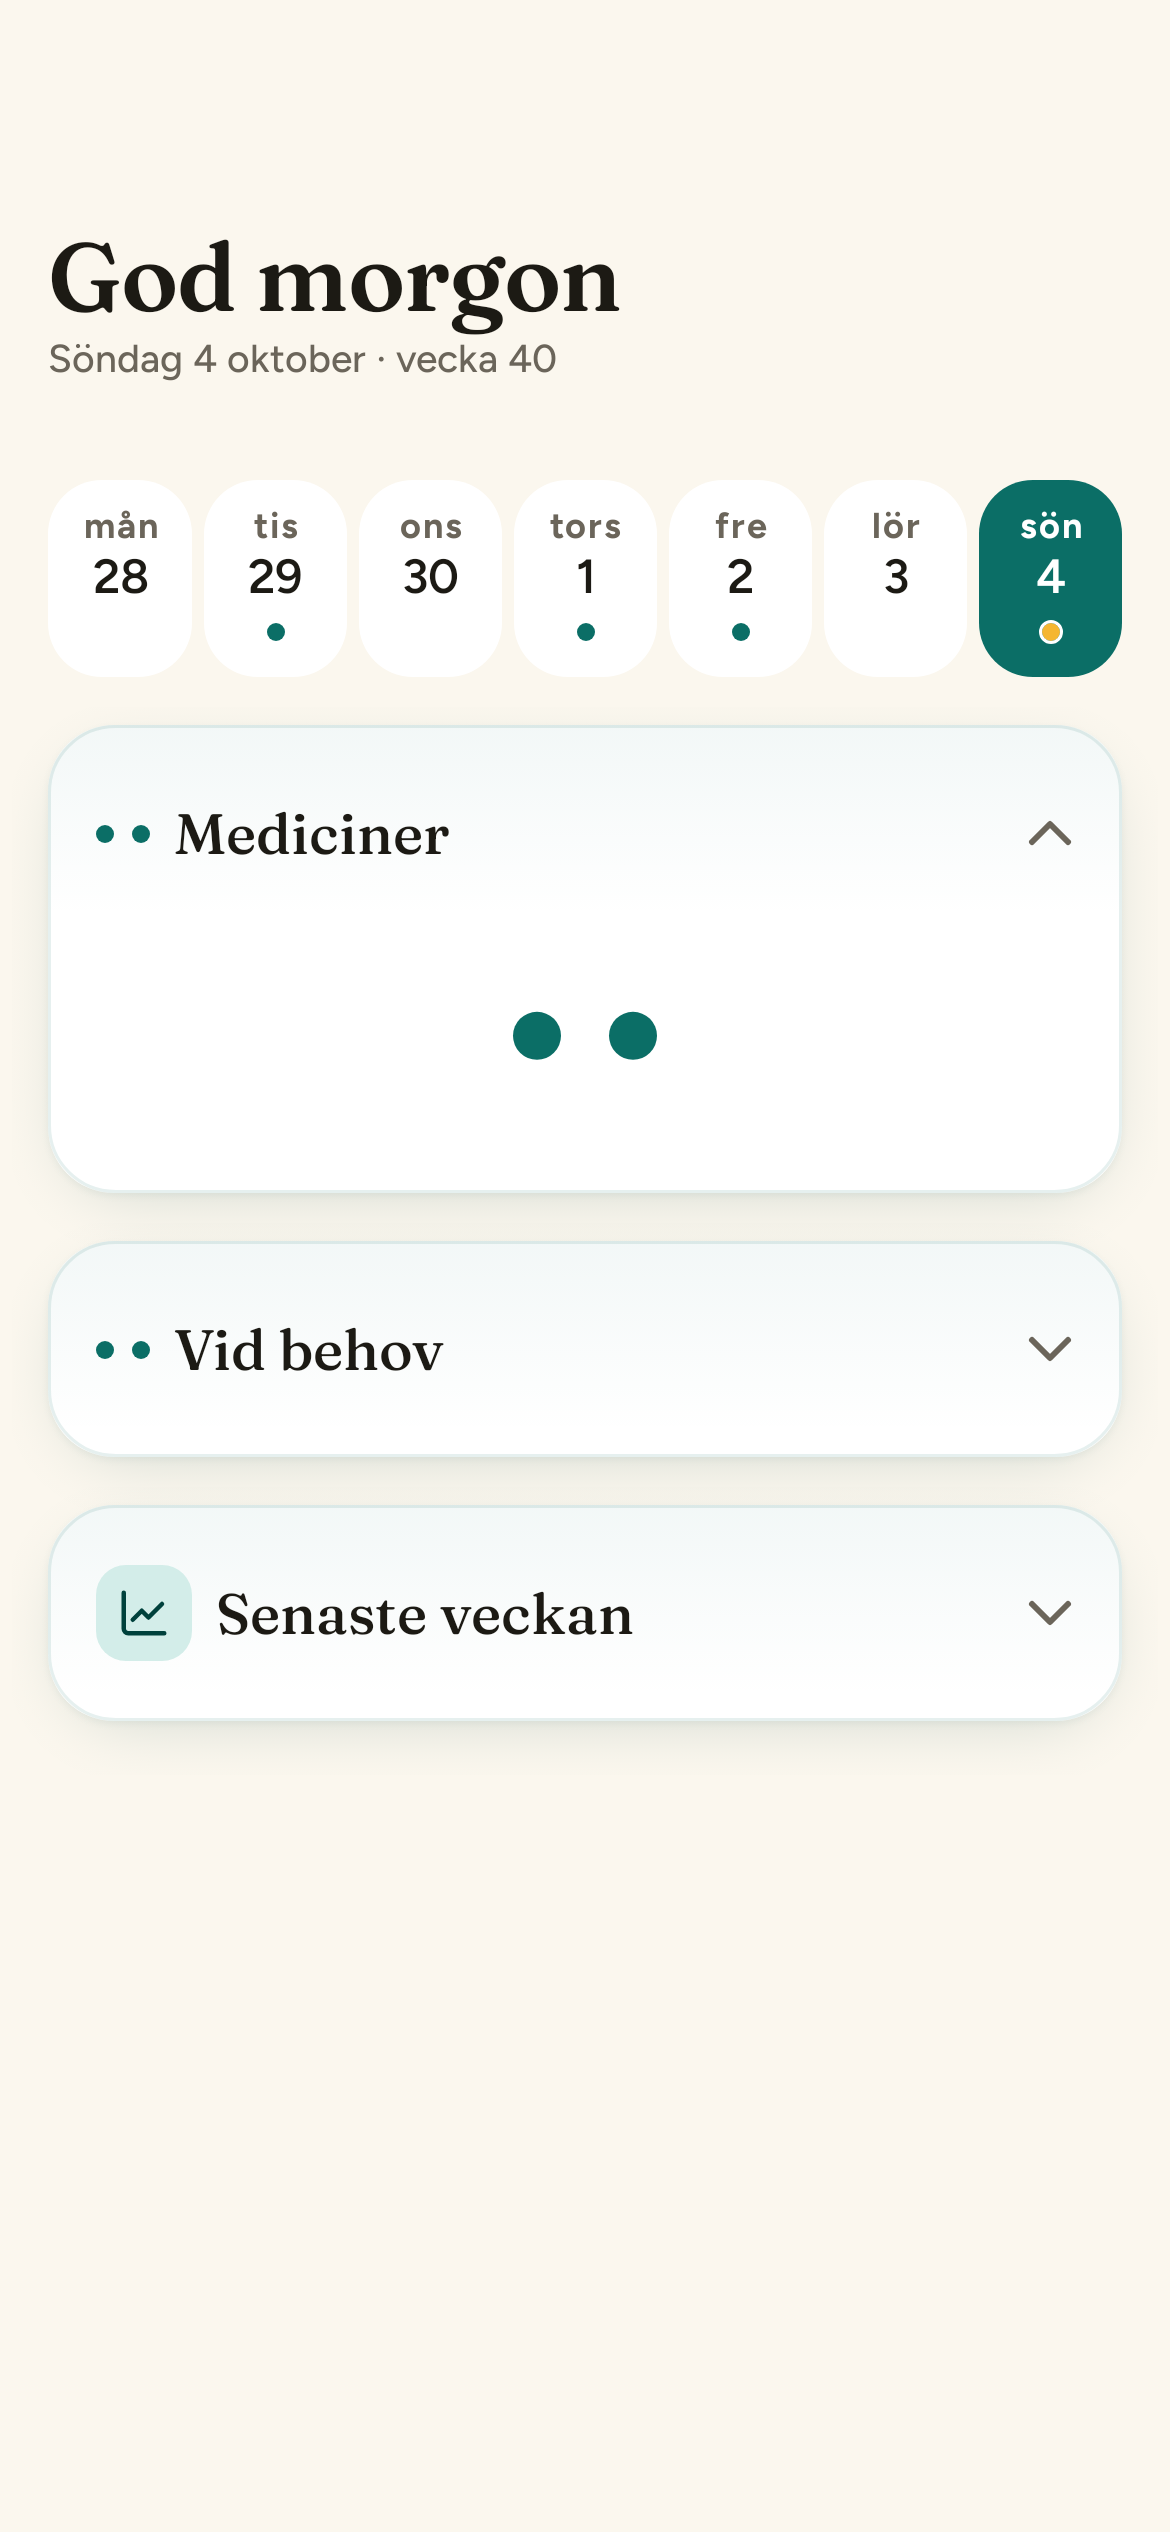 God morgon
Söndag 4 oktober · vecka 40
mån tis ons tors fre lör sön
28 29 30 1 2 3 4
Mediciner
Vid behov
Senaste veckan